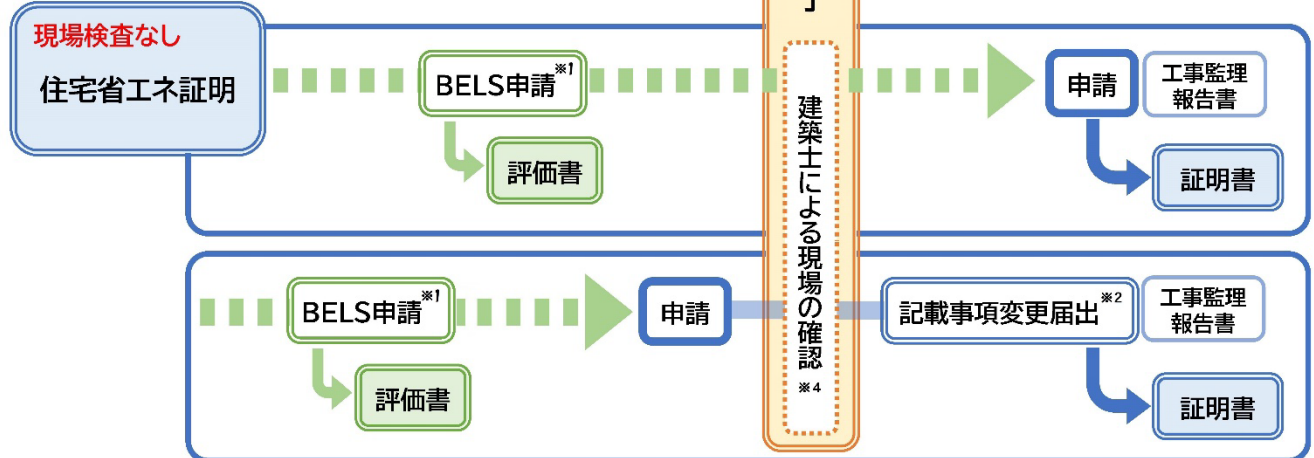 現場検査なし
住宅省エネ証明
BELS申請※1
評価書
申請
工事監理
報告書
証明書
了
建築士による現場の確認
※4
BELS申請※1
評価書
申請
記載事項変更届出※2
工事監理
報告書
証明書